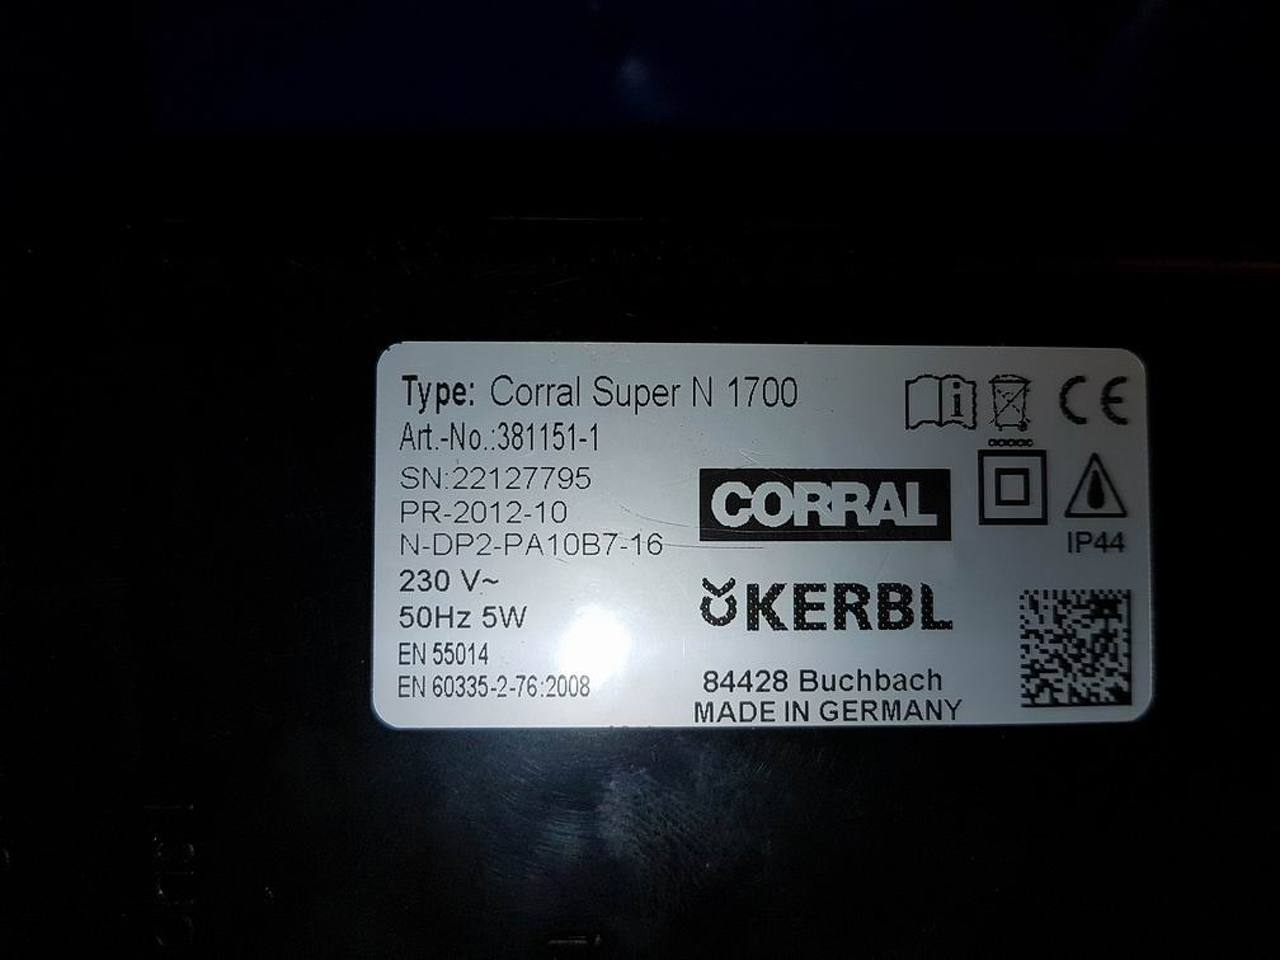 Type: Corral Super N 1700
Art.-No.:381151-1
SN:22127795
PR-2012-10
N-DP2-PA10B7-16
230 V~
50Hz 5W
EN 55014
EN 60335-2-76:2008
i
CE
CORRAL
IP44
KERBL
84428 Buchbach
MADE IN GERMANY